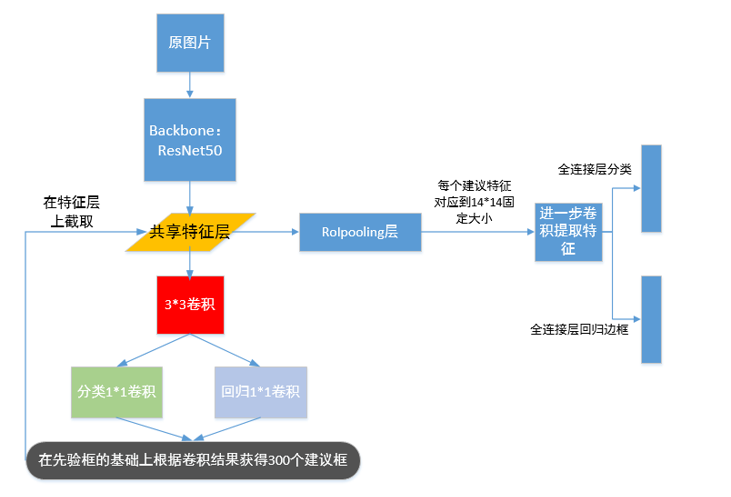 原图片
Backbone：
ResNet50
在特征层
上截取
共享特征层
RoIpooling层
每个建议特征
对应到14*14固
定大小
进一步卷
积提取特
征
全连接层分类
全连接层回归边框
3*3卷积
分类1*1卷积
回归1*1卷积
在先验框的基础上根据卷积结果获得300个建议框